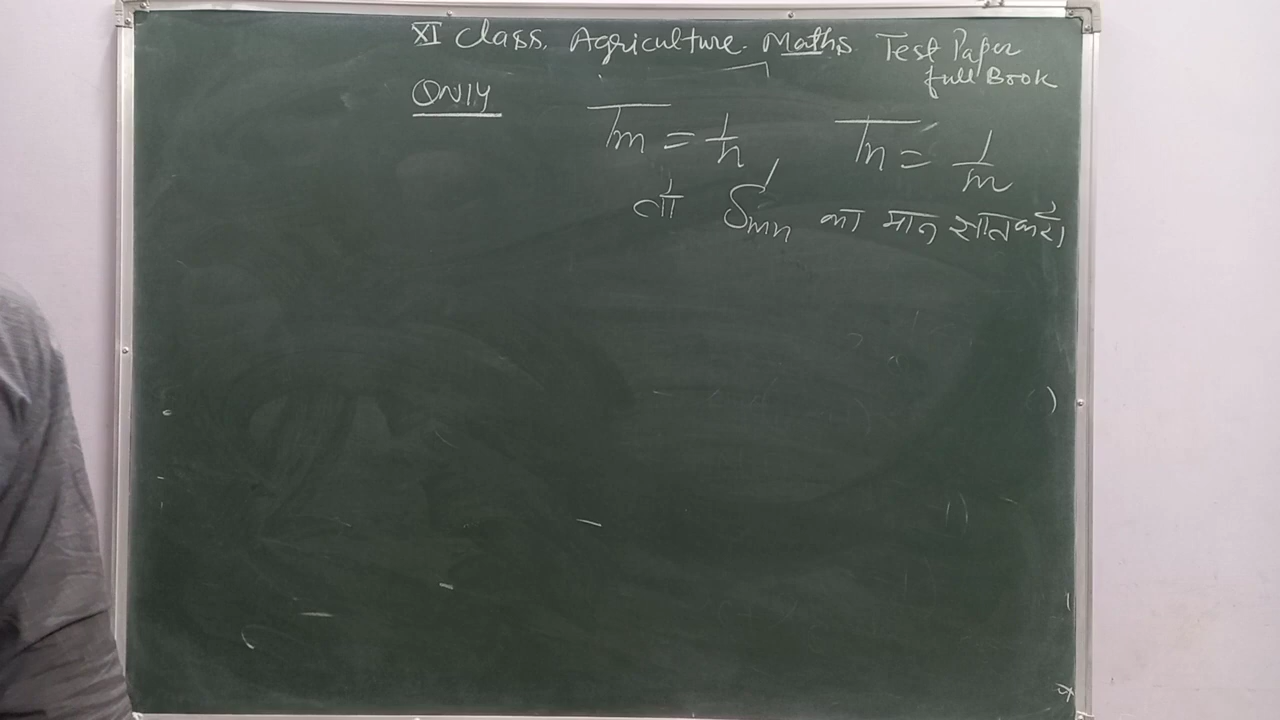 XI Class. Agriculture. Maths Test Paper
full Book
ONLY
Tm = 1/n, Tn = 1/m
तो Smn का मान ज्ञात करो।